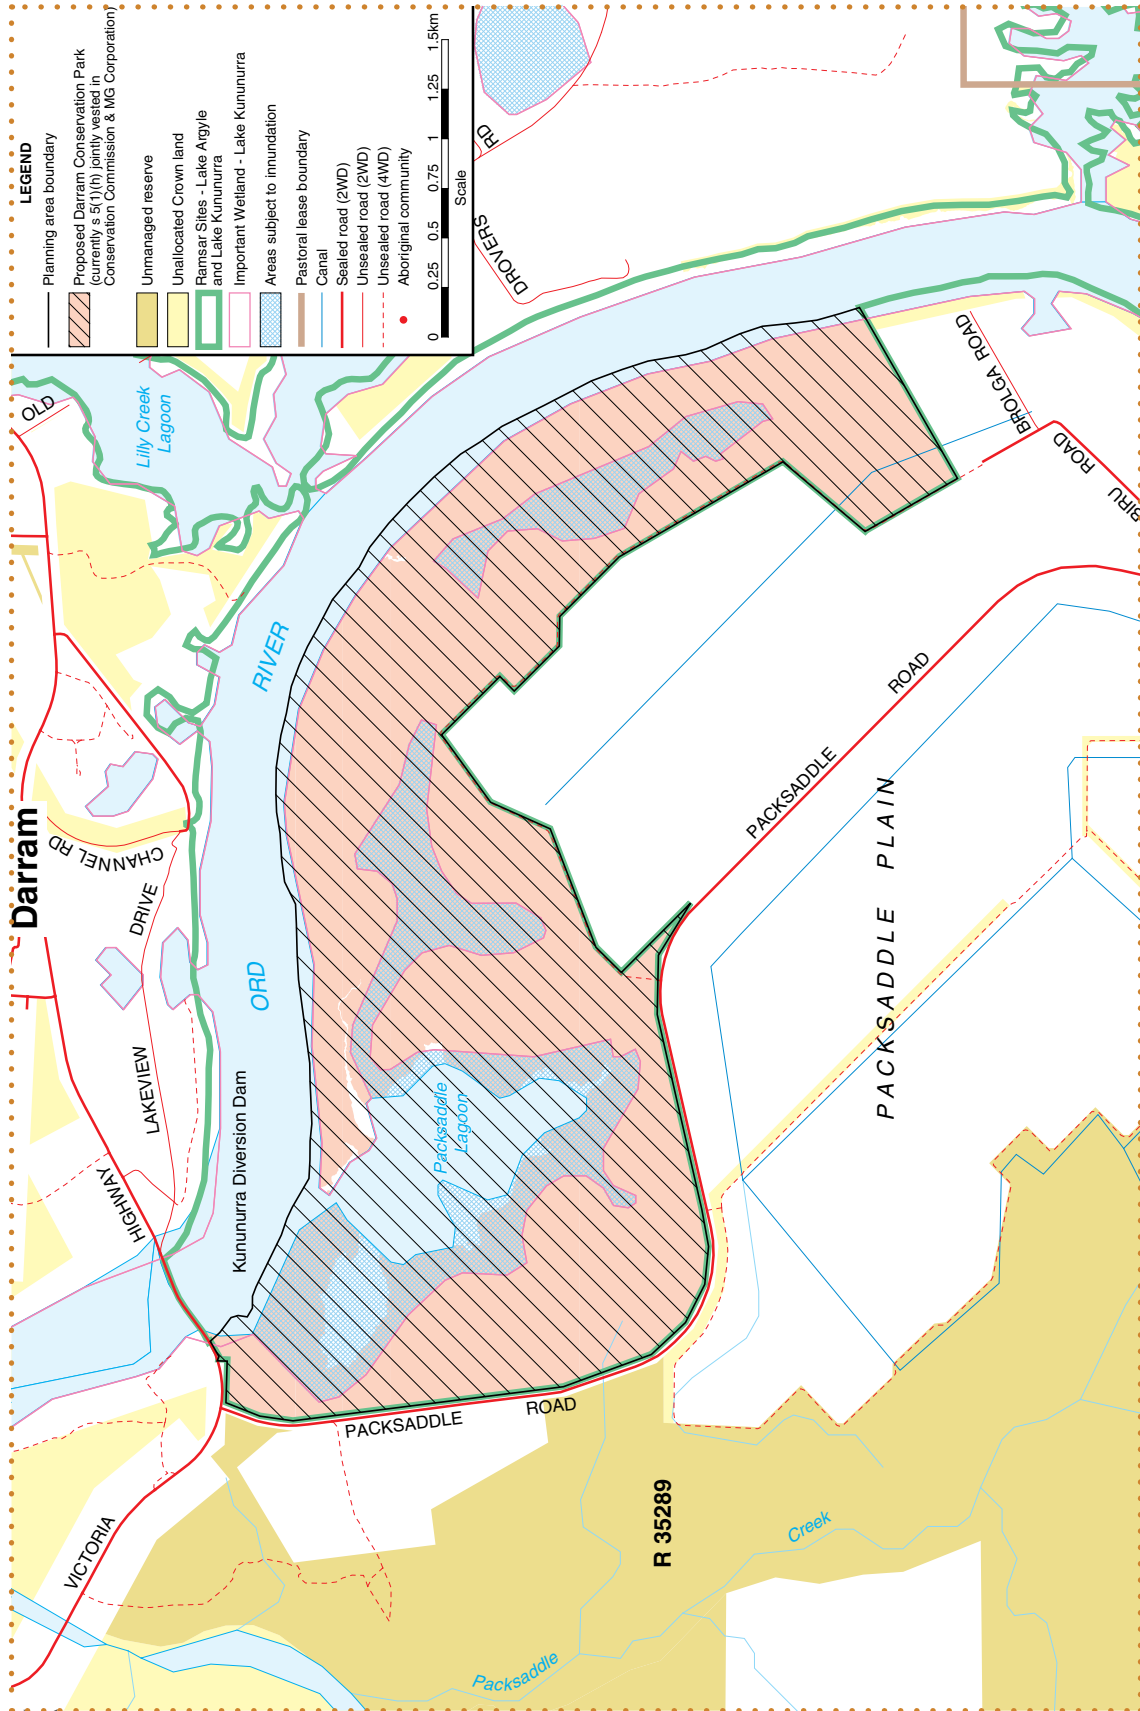 Darram
LEGEND
Planning area boundary
Proposed Darram Conservation Park
(currently s 5(1)(h) jointly vested in
Conservation Commission & MG Corporation)
Unmanaged reserve
Unallocated Crown land
Ramsar Sites - Lake Argyle
and Lake Kununurra
Important Wetland - Lake Kununurra
Areas subject to innundation
Pastoral lease boundary
Canal
Sealed road (2WD)
Unsealed road (2WD)
Unsealed road (4WD)
Aboriginal community
0 0.25 0.5 0.75 1 1.25 1.5km
Scale
VICTORIA
HIGHWAY
LAKEVIEW
DRIVE
CHANNEL RD
OLD
Lilly Creek
Lagoon
DROVERS
RD
Kununurra Diversion Dam
ORD
RIVER
Packsaddle
Lagoon
PACKSADDLE
ROAD
PACKSADDLE
ROAD
BROLGA ROAD
BIRU
ROAD
PACKSADDLE PLAIN
R 35289
Packsaddle
Creek